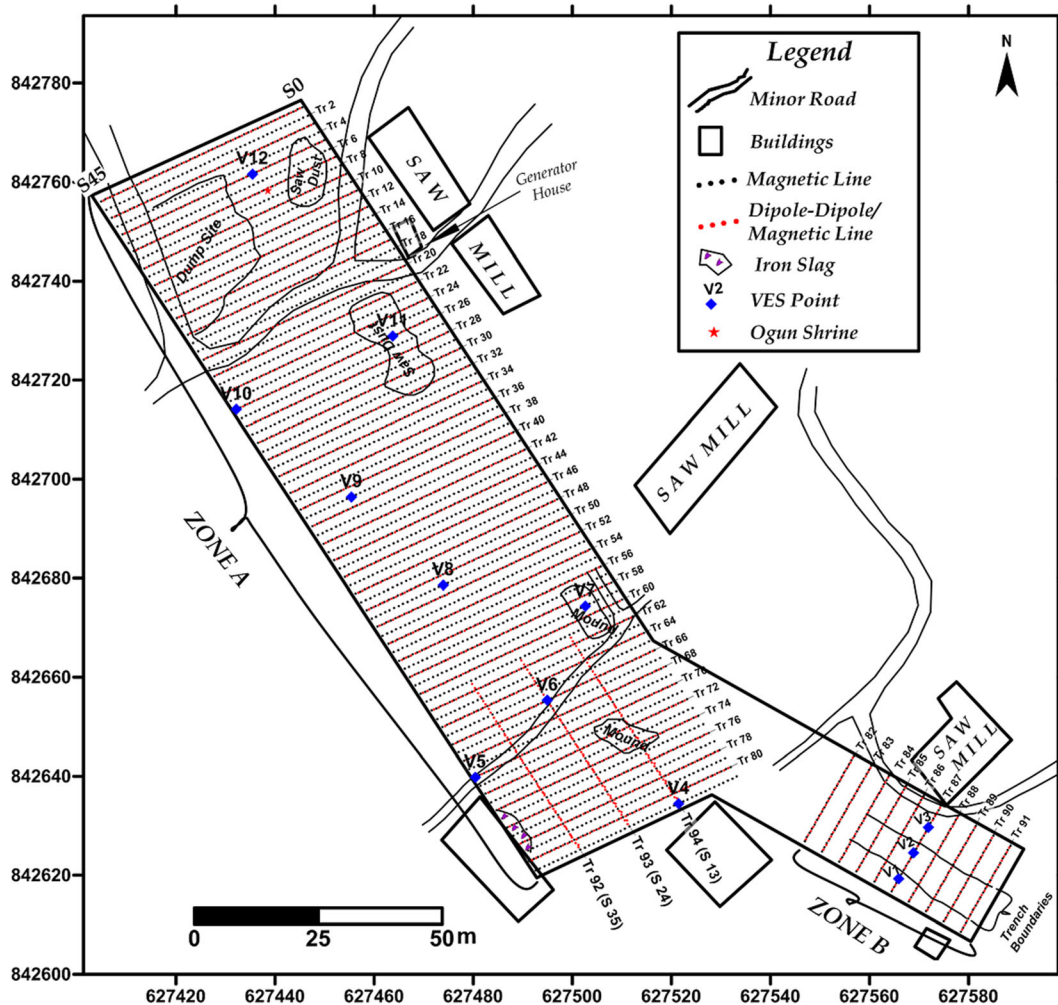 Legend
N
Minor Road
Buildings
Magnetic Line
Dipole-Dipole/
Magnetic Line
Iron Slag
V2
VES Point
Ogun Shrine
842780
842760
842740
842720
842700
842680
842660
842640
842620
842600
627420
627440
627460
627480
627500
627520
627540
627560
627580
S0
S45
Tr 2
Tr 4
Tr 6
Tr 8
Tr 10
Tr 12
Tr 14
Tr 16
Tr 18
Tr 20
Tr 22
Tr 24
Tr 26
Tr 28
Tr 30
Tr 32
Tr 34
Tr 36
Tr 38
Tr 40
Tr 42
Tr 44
Tr 46
Tr 48
Tr 50
Tr 52
Tr 54
Tr 56
Tr 58
Tr 60
Tr 62
Tr 64
Tr 66
Tr 68
Tr 70
Tr 72
Tr 74
Tr 76
Tr 78
Tr 80
SAW
MILL
Generator
House
V12
Saw
Dust
Dump Site
V11
Saw Dust
V10
V9
V8
V7
Mound
V6
Mound
V5
V4
ZONE A
SAW MILL
SAW
MILL
Tr 82
Tr 83
Tr 84
Tr 85
Tr 86
Tr 87
Tr 88
Tr 89
Tr 90
Tr 91
V3
V2
V1
Tr 92 (S 35)
Tr 93 (S 24)
Tr 94 (S 13)
ZONE B
Trench
Boundaries
0 25 50 m